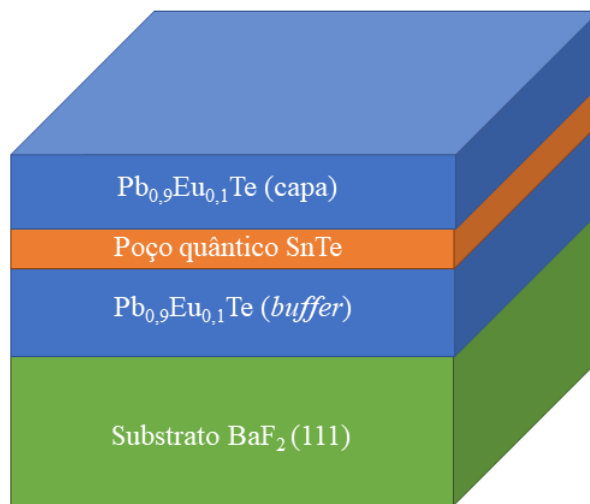 Pb₀,₉Eu₀,₁Te (capa)
Poço quântico SnTe
Pb₀,₉Eu₀,₁Te (buffer)
Substrato BaF₂ (111)